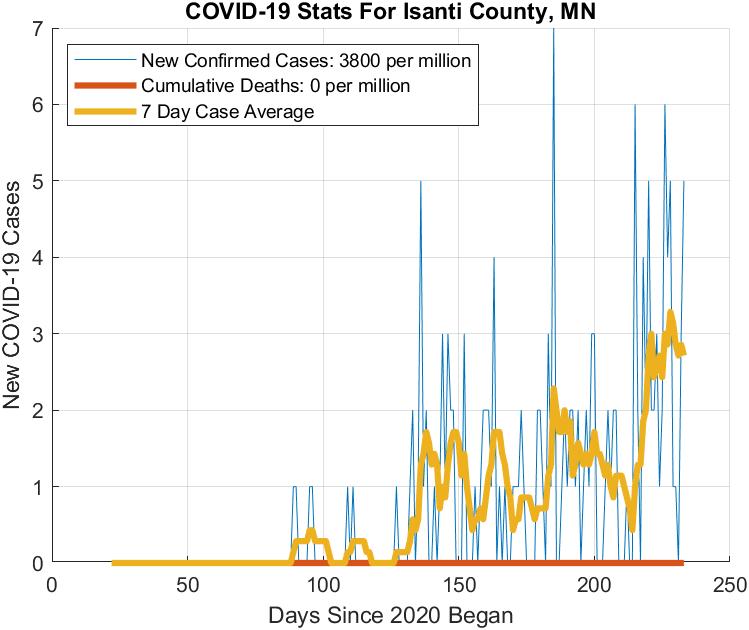 COVID-19 Stats For Isanti County, MN
New Confirmed Cases: 3800 per million
Cumulative Deaths: 0 per million
7 Day Case Average
New COVID-19 Cases
7
6
5
4
3
2
1
0
0 50 100 150 200 250
Days Since 2020 Began